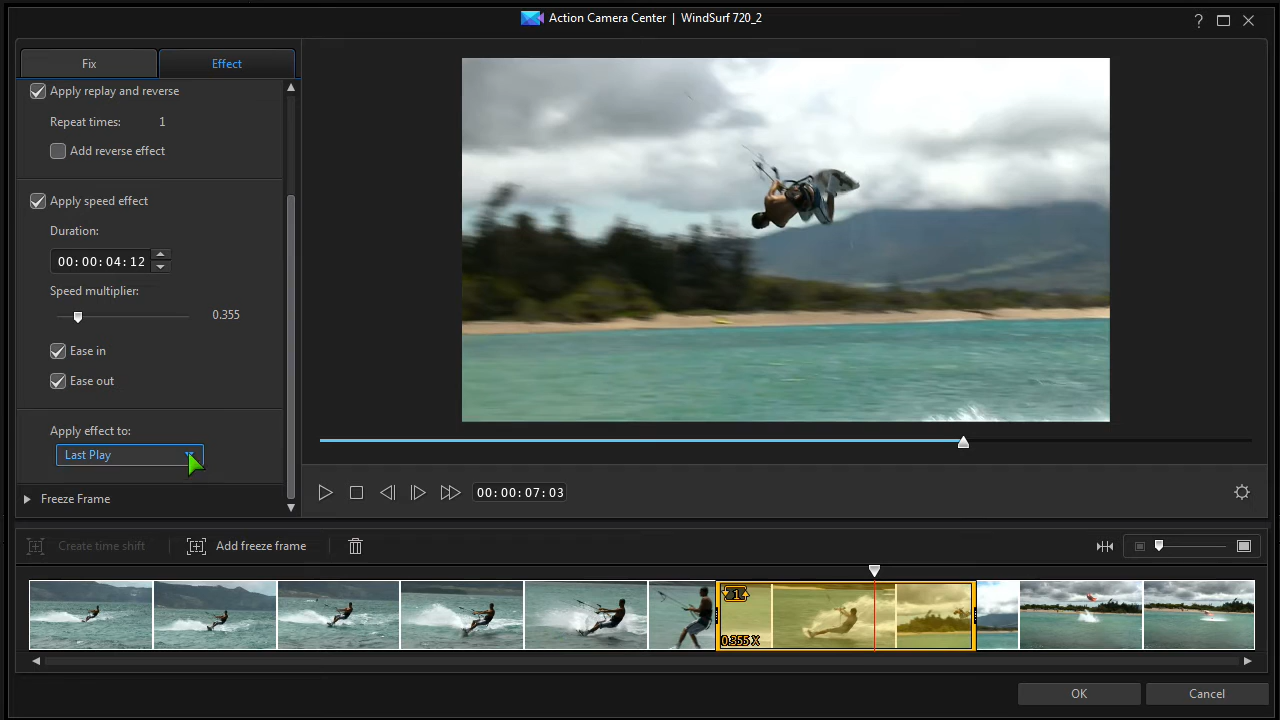 Action Camera Center | WindSurf 720_2
?
Fix
Effect
Apply replay and reverse
Repeat times: 1
Add reverse effect
Apply speed effect
Duration:
00:00:04:12
Speed multiplier:
0.355
Ease in
Ease out
Apply effect to:
Last Play
Freeze Frame
00:00:07:03
Create time shift
Add freeze frame
1
0.355 X
OK
Cancel